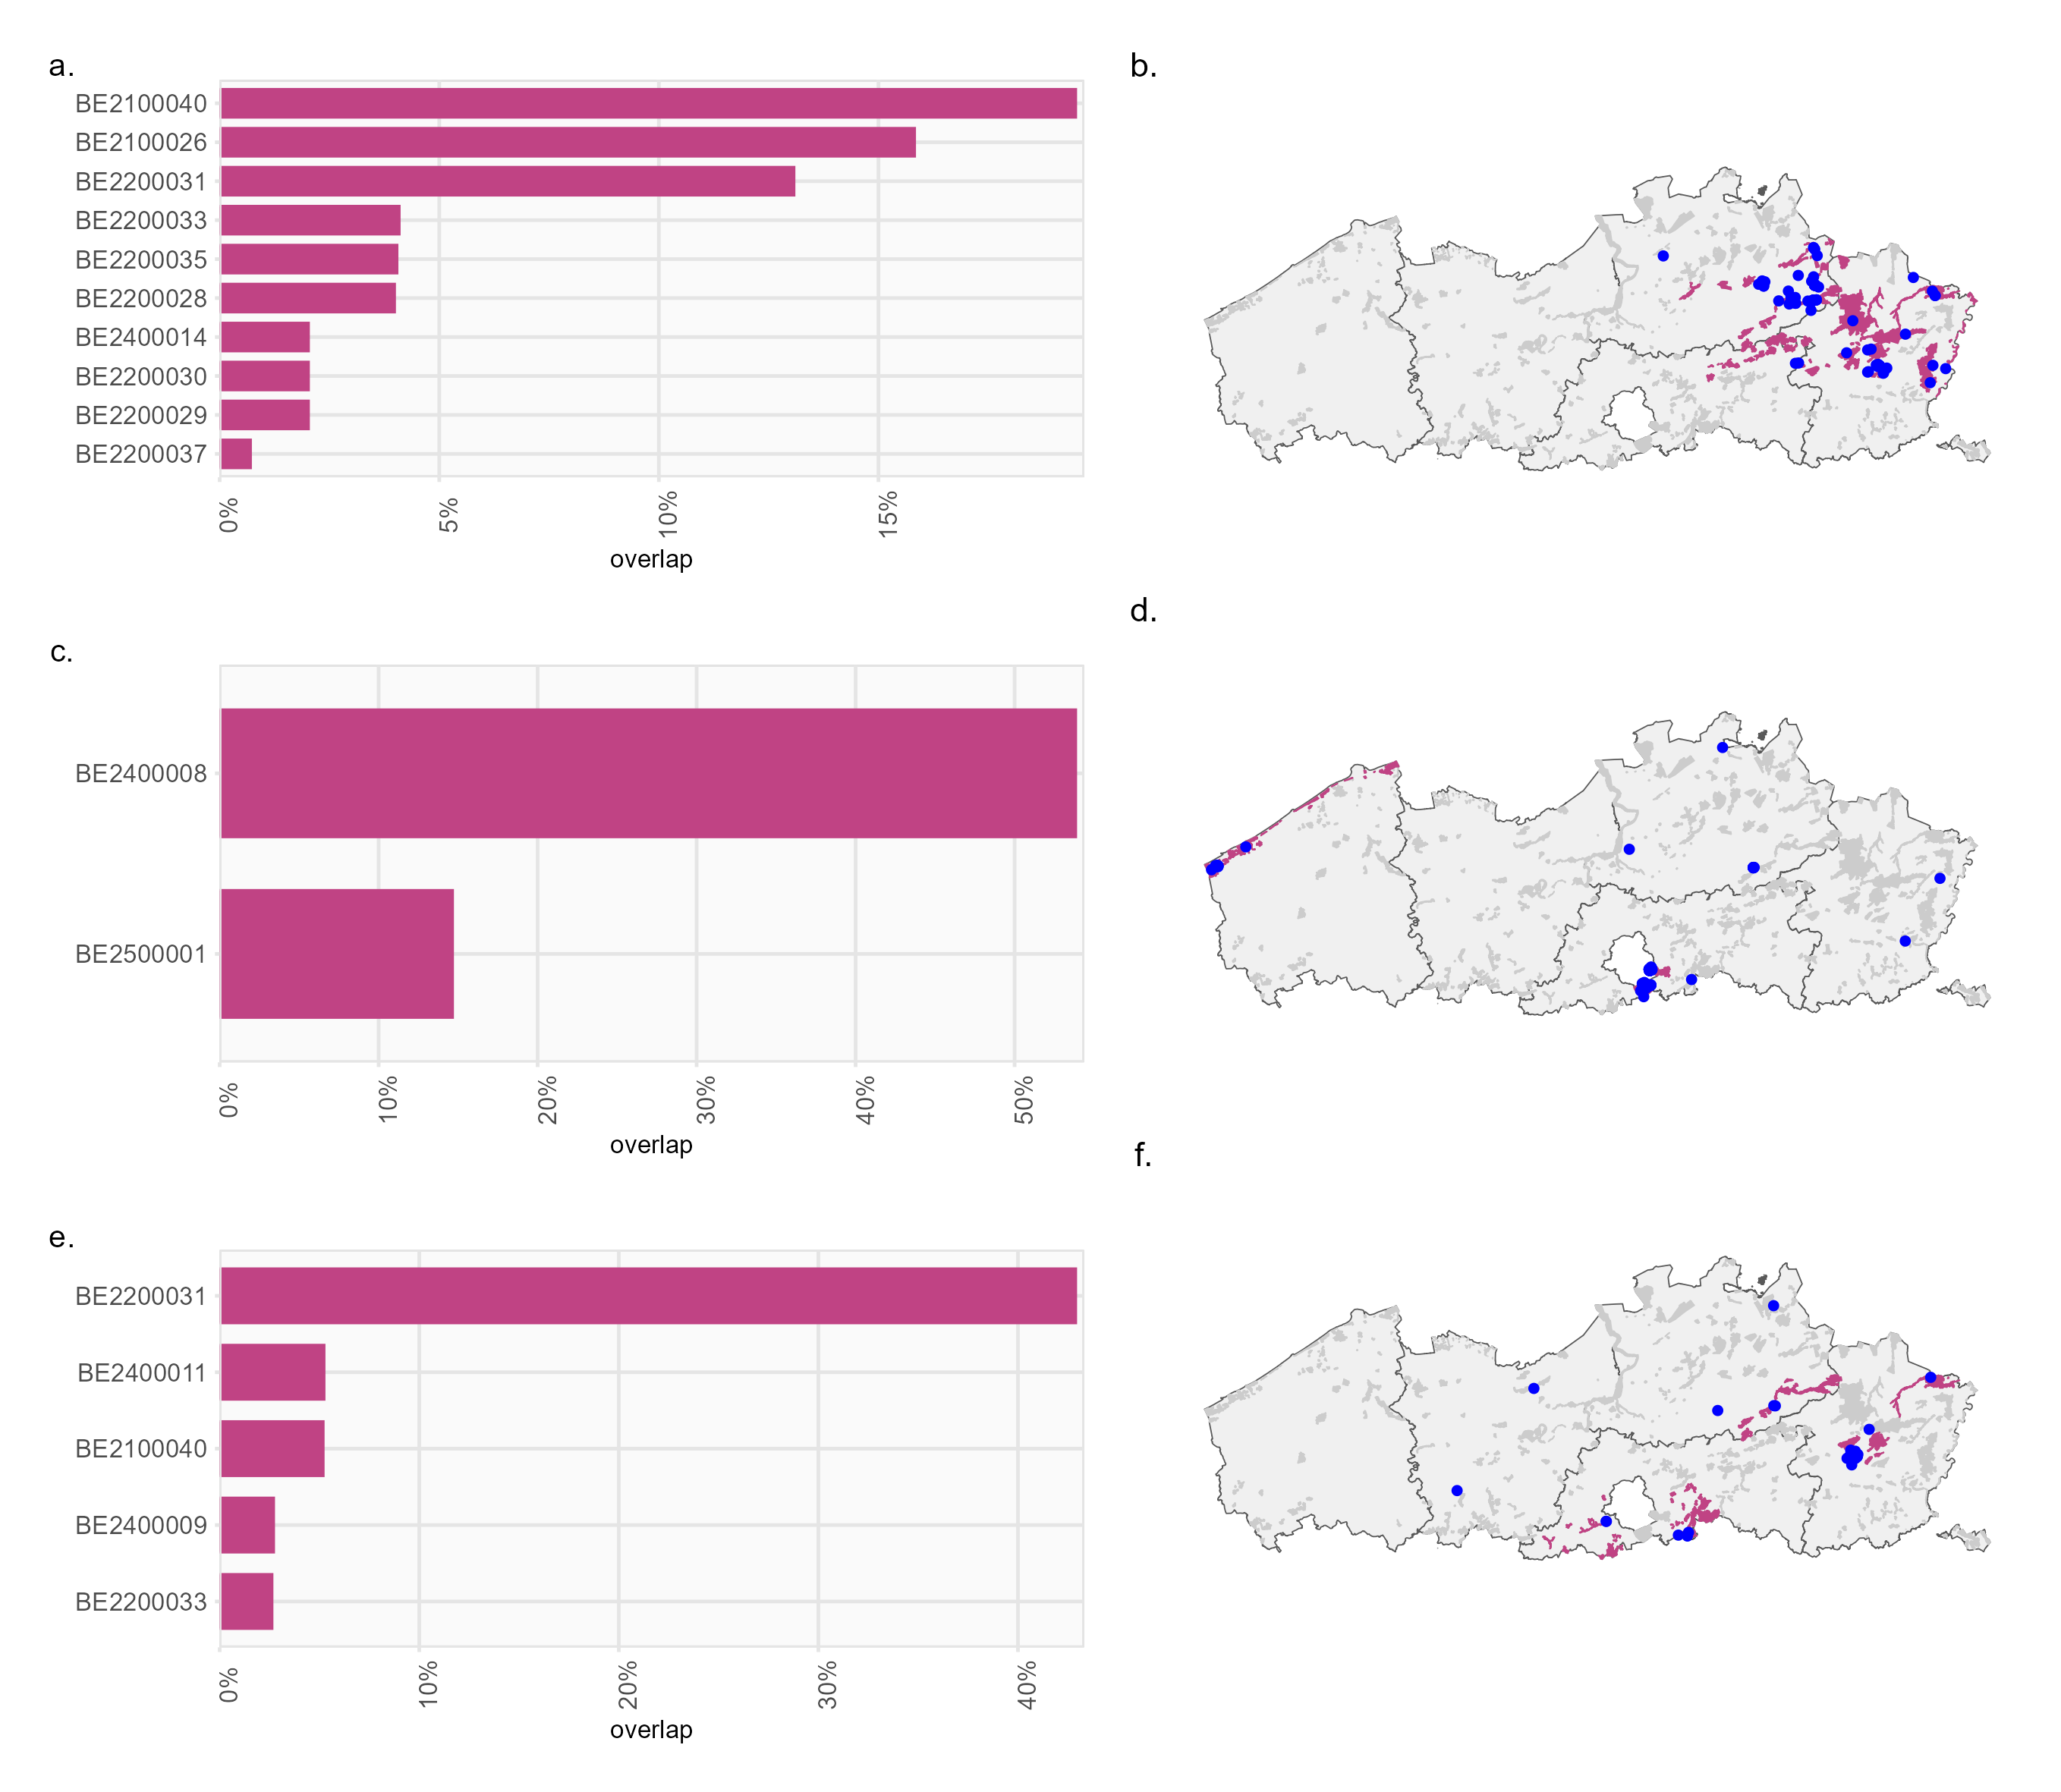 a.
BE2100040
BE2100026
BE2200031
BE2200033
BE2200035
BE2200028
BE2400014
BE2200030
BE2200029
BE2200037
0% 5% 10% 15%
overlap
b.
c.
BE2400008
BE2500001
0% 10% 20% 30% 40% 50%
overlap
d.
e.
BE2200031
BE2400011
BE2100040
BE2400009
BE2200033
0% 10% 20% 30% 40%
overlap
f.